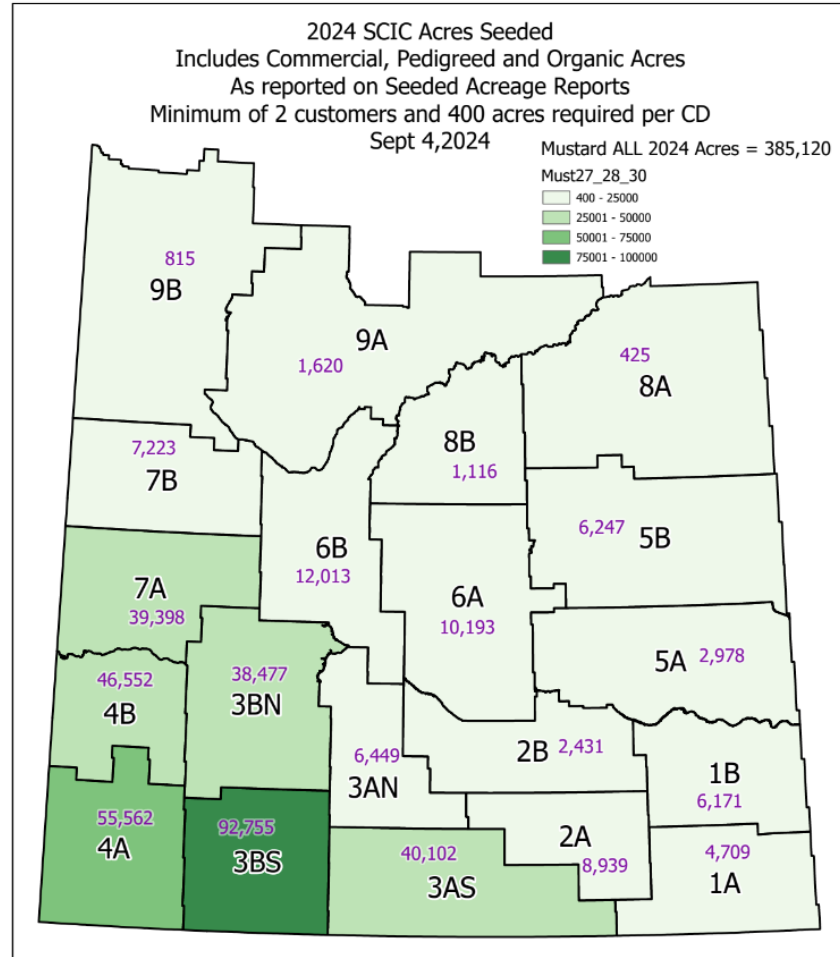 2024 SCIC Acres Seeded
Includes Commercial, Pedigreed and Organic Acres
As reported on Seeded Acreage Reports
Minimum of 2 customers and 400 acres required per CD
Sept 4,2024
Mustard ALL 2024 Acres = 385,120
Must27_28_30
400 - 25000
25001 - 50000
50001 - 75000
75001 - 100000
815
9B
9A
1,620
425
8A
7,223
7B
8B
1,116
6B
12,013
6,247
5B
7A
39,398
6A
10,193
5A
2,978
46,552
4B
38,477
3BN
6,449
3AN
2B
2,431
1B
6,171
55,562
4A
92,755
3BS
40,102
3AS
2A
8,939
4,709
1A